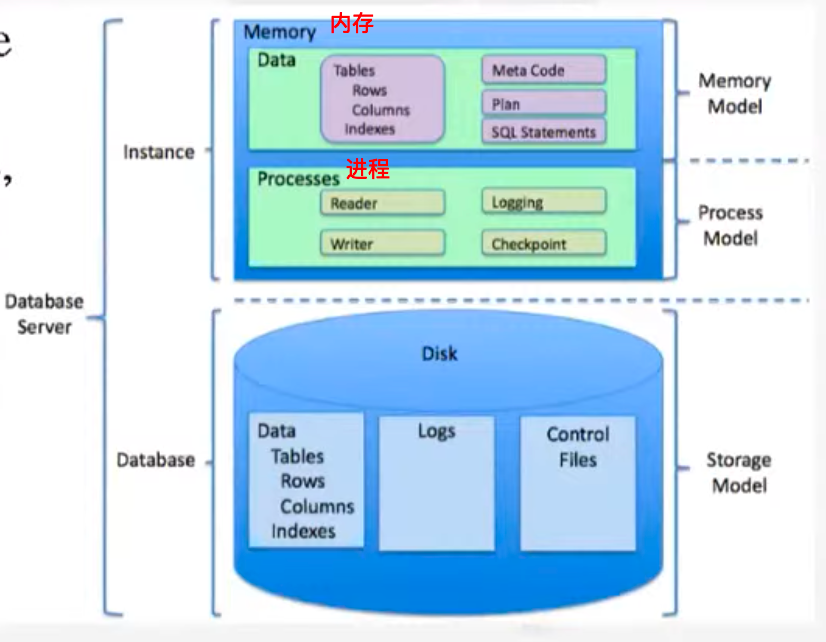 e
,
Database
Server
Instance
Database
Memory 内存
Data
Tables
Rows
Columns
Indexes
Meta Code
Plan
SQL Statements
Processes 进程
Reader
Writer
Logging
Checkpoint
Memory
Model
Process
Model
Disk
Data
Tables
Rows
Columns
Indexes
Logs
Control
Files
Storage
Model